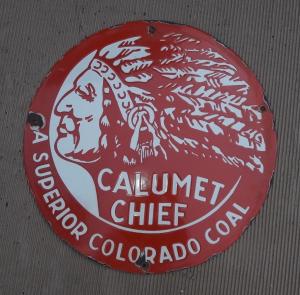 CALUMET
CHIEF
A SUPERIOR COLORADO COAL